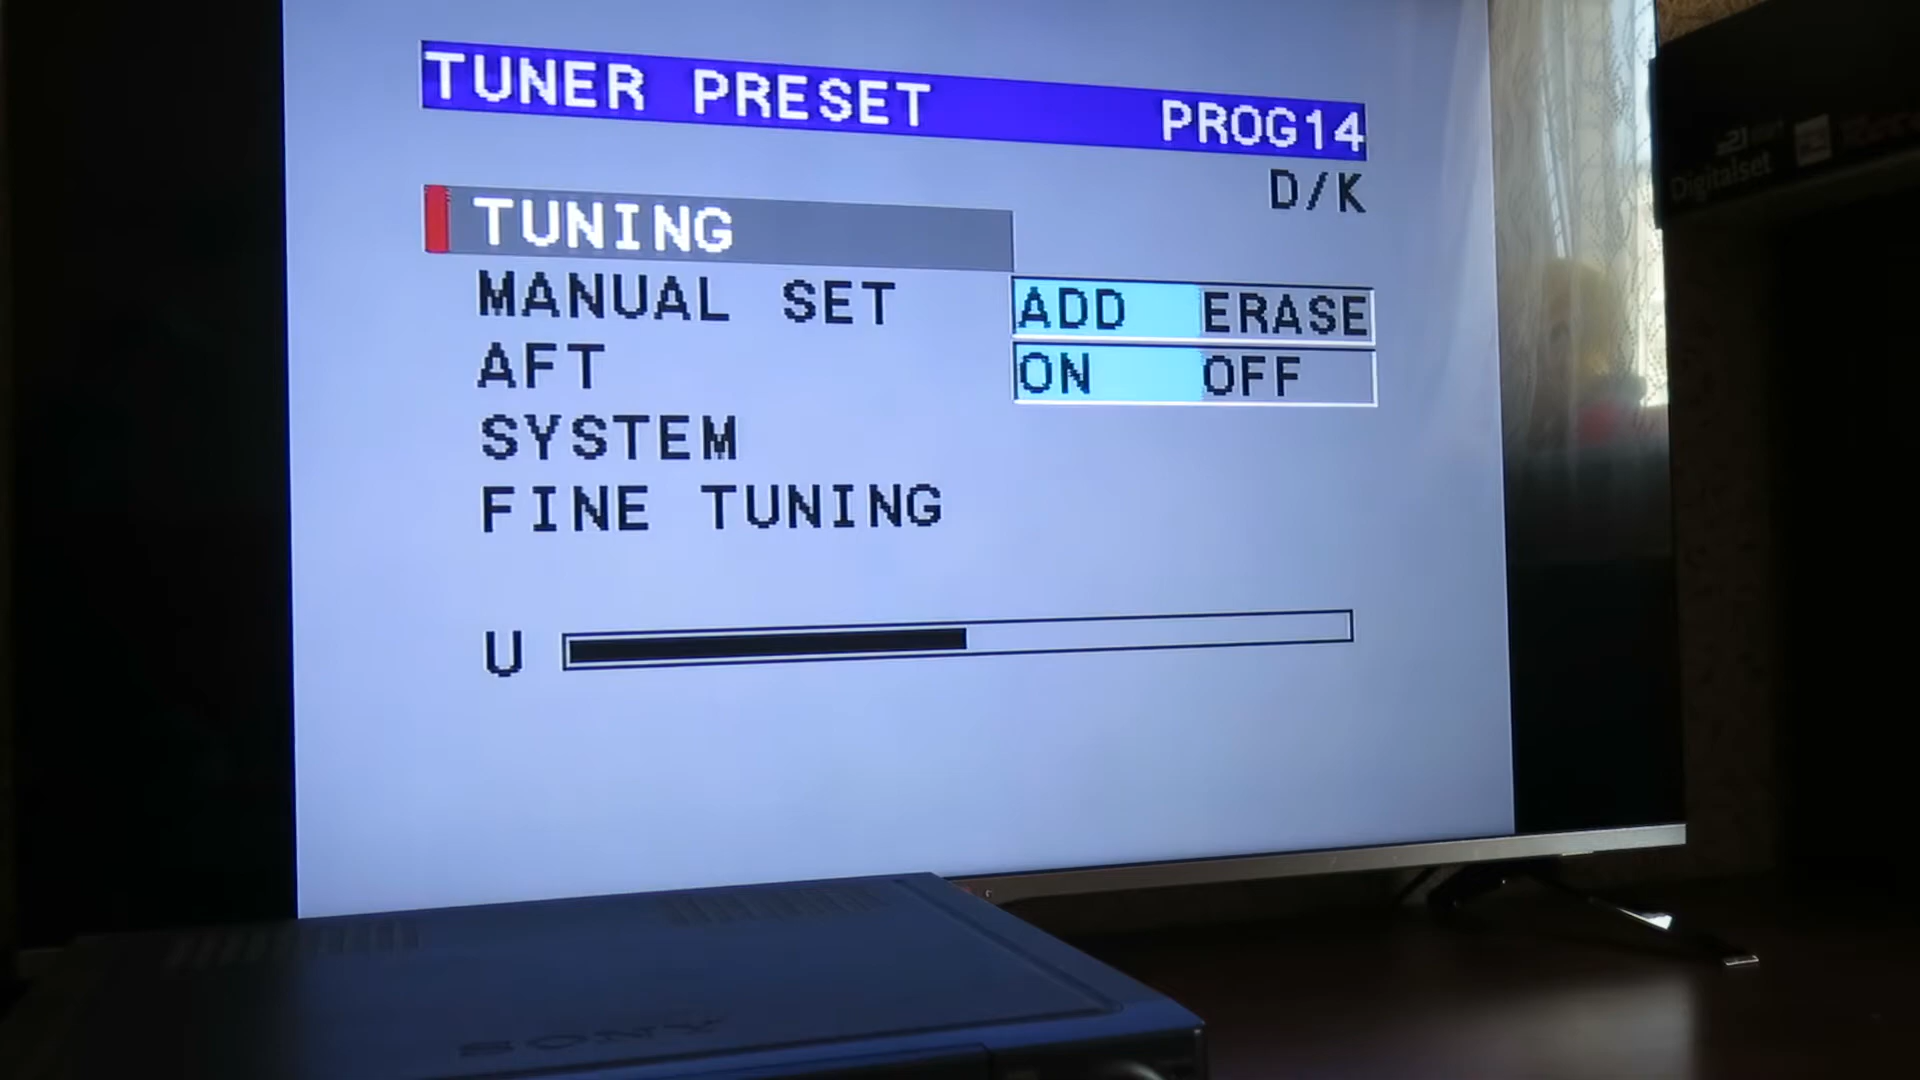 TUNER PRESET PROG14
D/K
TUNING
MANUAL SET ADD ERASE
AFT ON OFF
SYSTEM
FINE TUNING
U
SONY
Digitalset